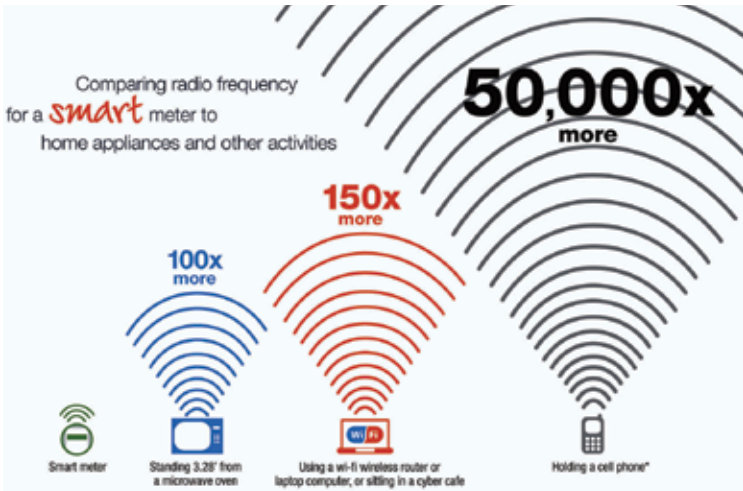 Comparing radio frequency
for a smart meter to
home appliances and other activities
50,000x
more
150x
more
100x
more
Wi Fi
Smart meter
Standing 3.28' from
a microwave oven
Using a wi-fi wireless router or
laptop computer, or sitting in a cyber cafe
Holding a cell phone*